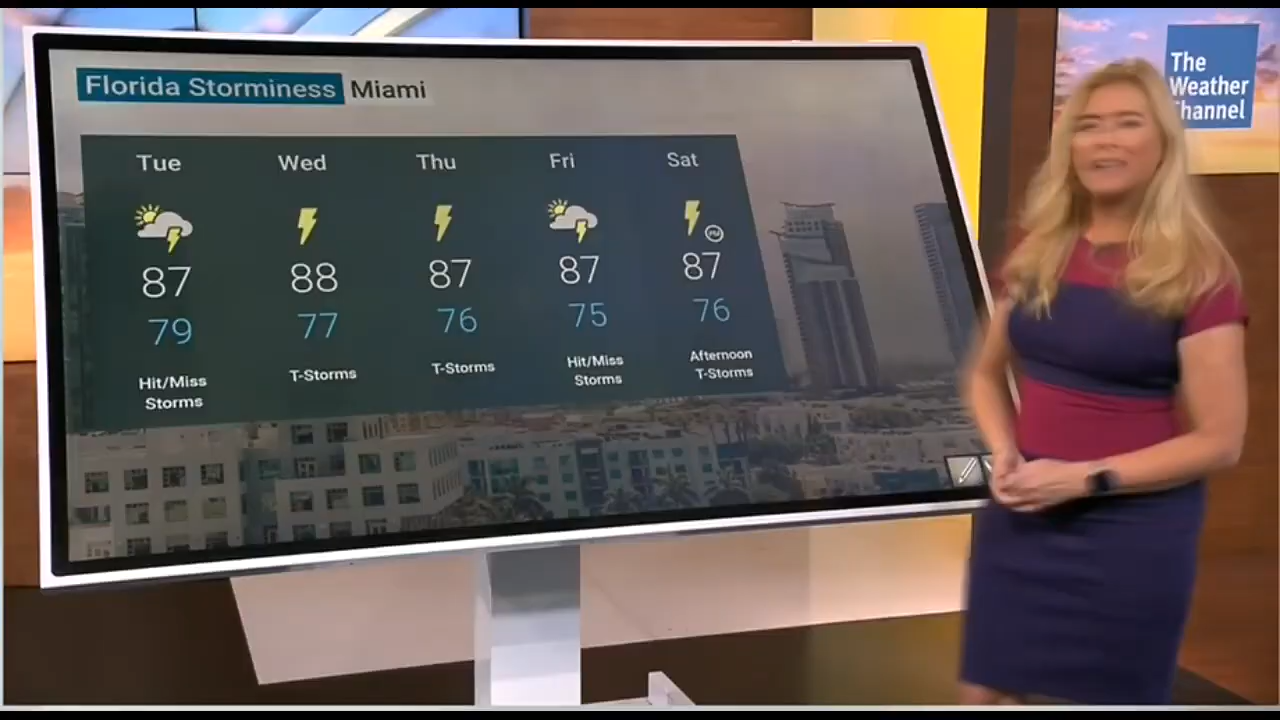 Florida Storminess Miami
The
Weather
Channel
Tue Wed Thu Fri Sat
87 88 87 87 87
79 77 76 75 76
Hit/Miss
Storms
T-Storms
T-Storms
Hit/Miss
Storms
Afternoon
T-Storms